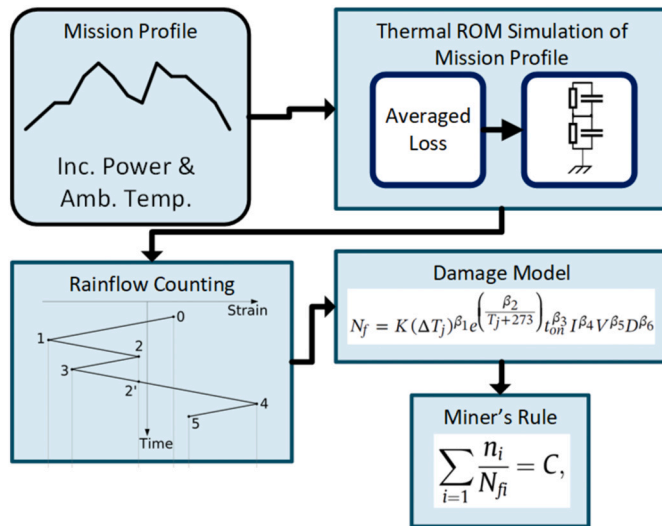 Mission Profile
Inc. Power &
Amb. Temp.
Thermal ROM Simulation of
Mission Profile
Averaged
Loss
Rainflow Counting
Strain
0
1
2
3
2'
4
5
Time
Damage Model
N_f = K(ΔT_j)^{β_1} e^{(β_2 / (T_j+273))} t_{on}^{β_3} I^{β_4} V^{β_5} D^{β_6}
Miner's Rule
∑_{i=1} n_i / N_{fi} = C,